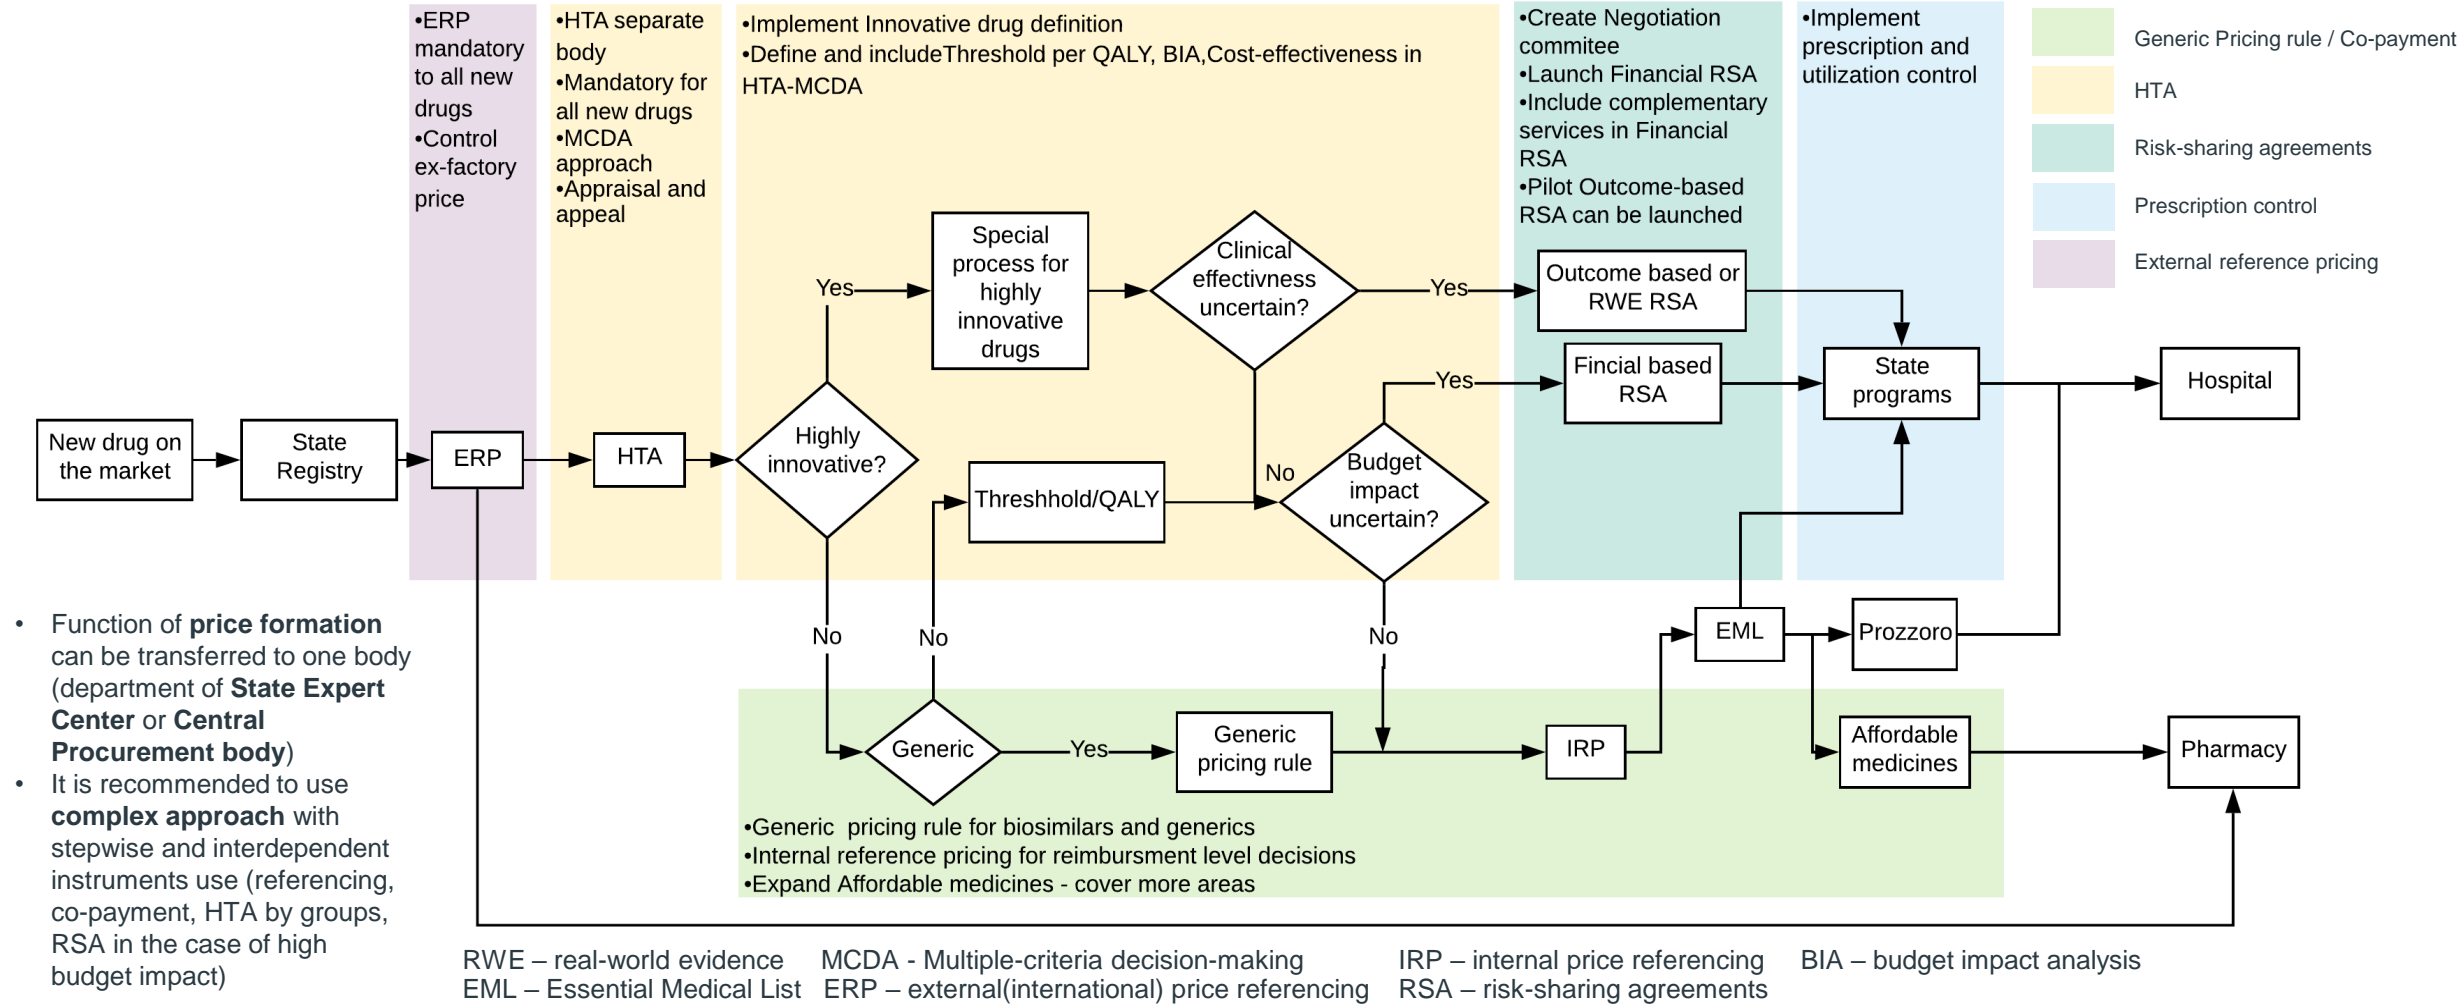 •ERP
mandatory
to all new
drugs
•Control
ex-factory
price
•HTA separate
body
•Mandatory for
all new drugs
•MCDA
approach
•Appraisal and
appeal
•Implement Innovative drug definition
•Define and includeThreshold per QALY, BIA,Cost-effectiveness in
HTA-MCDA
•Create Negotiation
commitee
•Launch Financial RSA
•Include complementary
services in Financial
RSA
•Pilot Outcome-based
RSA can be launched
•Implement
prescription and
utilization control
Generic Pricing rule / Co-payment
HTA
Risk-sharing agreements
Prescription control
External reference pricing
New drug on
the market
State
Registry
ERP
HTA
Highly
innovative?
Yes
Special
process for
highly
innovative
drugs
Clinical
effectivness
uncertain?
Yes
Outcome based or
RWE RSA
No
Threshhold/QALY
Budget
impact
uncertain?
Yes
Fincial based
RSA
State
programs
Hospital
No
No
No
Generic
Yes
Generic
pricing rule
IRP
EML
Prozzoro
Affordable
medicines
Pharmacy
•Generic pricing rule for biosimilars and generics
•Internal reference pricing for reimbursment level decisions
•Expand Affordable medicines - cover more areas
• Function of price formation
can be transferred to one body
(department of State Expert
Center or Central
Procurement body)
• It is recommended to use
complex approach with
stepwise and interdependent
instruments use (referencing,
co-payment, HTA by groups,
RSA in the case of high
budget impact)
RWE – real-world evidence MCDA - Multiple-criteria decision-making IRP – internal price referencing BIA – budget impact analysis
EML – Essential Medical List ERP – external(international) price referencing RSA – risk-sharing agreements